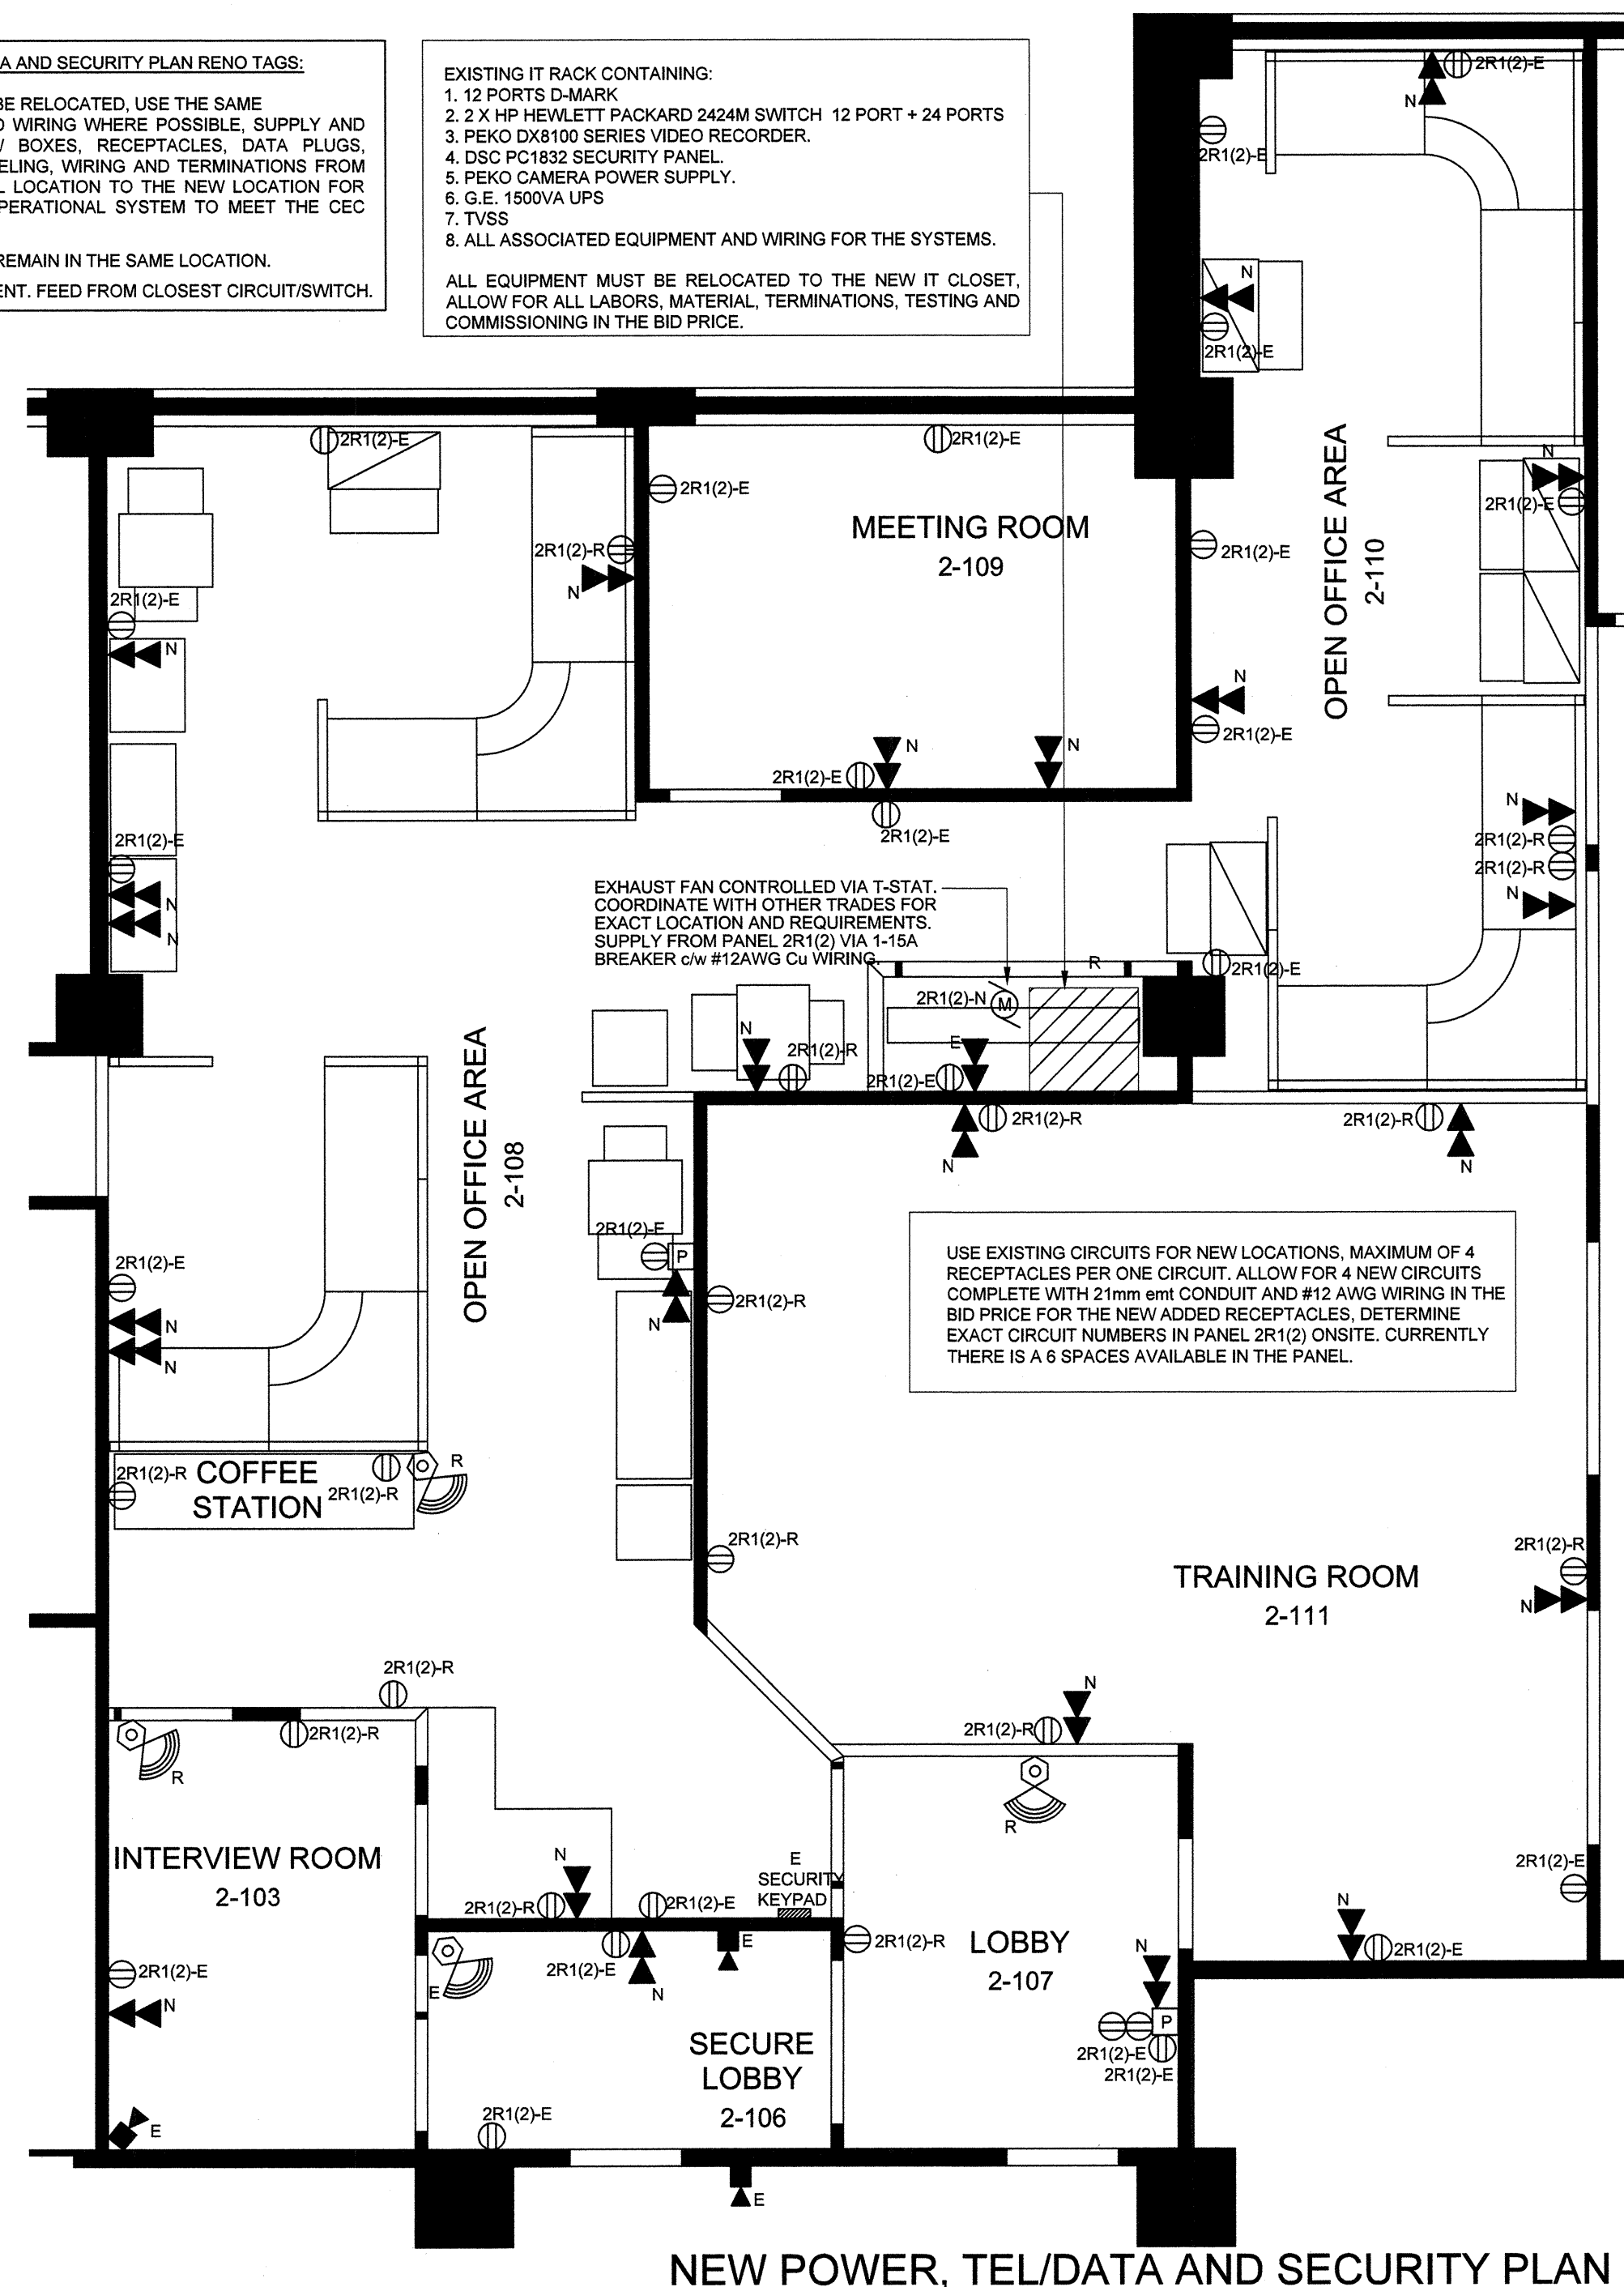 A AND SECURITY PLAN RENO TAGS:
BE RELOCATED, USE THE SAME
WIRING WHERE POSSIBLE, SUPPLY AND
BOXES, RECEPTACLES, DATA PLUGS,
ELING, WIRING AND TERMINATIONS FROM
LOCATION TO THE NEW LOCATION FOR
PERATIONAL SYSTEM TO MEET THE CEC
REMAIN IN THE SAME LOCATION.
ENT. FEED FROM CLOSEST CIRCUIT/SWITCH.
EXISTING IT RACK CONTAINING:
1. 12 PORTS D-MARK
2. 2 X HP HEWLETT PACKARD 2424M SWITCH 12 PORT + 24 PORTS
3. PEKO DX8100 SERIES VIDEO RECORDER.
4. DSC PC1832 SECURITY PANEL.
5. PEKO CAMERA POWER SUPPLY.
6. G.E. 1500VA UPS
7. TVSS
8. ALL ASSOCIATED EQUIPMENT AND WIRING FOR THE SYSTEMS.
ALL EQUIPMENT MUST BE RELOCATED TO THE NEW IT CLOSET,
ALLOW FOR ALL LABORS, MATERIAL, TERMINATIONS, TESTING AND
COMMISSIONING IN THE BID PRICE.
2R1(2)-E
N
2R1(2)-E
N
2R1(2)-E
2R1(2)-E
2R1(2)-E
2R1(2)-E
N
2R1(2)-E
MEETING ROOM
2-109
OPEN OFFICE AREA
2-110
2R1(2)-R
N
2R1(2)-E
2R1(2)-E
N
N
2R1(2)-E
N
N
2R1(2)-E
2R1(2)-E
N
2R1(2)-R
2R1(2)-R
N
2R1(2)-E
N
N
EXHAUST FAN CONTROLLED VIA T-STAT.
COORDINATE WITH OTHER TRADES FOR
EXACT LOCATION AND REQUIREMENTS.
SUPPLY FROM PANEL 2R1(2) VIA 1-15A
BREAKER c/w #12AWG Cu WIRING.
R
2R1(2)-E
2R1(2)-N
M
N
E
2R1(2)-R
2R1(2)-E
2R1(2)-R
N
2R1(2)-R
N
OPEN OFFICE AREA
2-108
2R1(2)-E
P
N
2R1(2)-R
USE EXISTING CIRCUITS FOR NEW LOCATIONS, MAXIMUM OF 4
RECEPTACLES PER ONE CIRCUIT. ALLOW FOR 4 NEW CIRCUITS
COMPLETE WITH 21mm emt CONDUIT AND #12 AWG WIRING IN THE
BID PRICE FOR THE NEW ADDED RECEPTACLES, DETERMINE
EXACT CIRCUIT NUMBERS IN PANEL 2R1(2) ONSITE. CURRENTLY
THERE IS A 6 SPACES AVAILABLE IN THE PANEL.
2R1(2)-E
N
N
2R1(2)-R
COFFEE
STATION
2R1(2)-R
R
2R1(2)-R
2R1(2)-R
N
TRAINING ROOM
2-111
2R1(2)-R
2R1(2)-R
R
N
2R1(2)-R
R
INTERVIEW ROOM
2-103
N
2R1(2)-R
2R1(2)-E
E
SECURITY
KEYPAD
2R1(2)-E
N
2R1(2)-E
2R1(2)-E
N
2R1(2)-E
N
E
E
2R1(2)-R
LOBBY
2-107
N
P
2R1(2)-E
2R1(2)-E
SECURE
LOBBY
2-106
2R1(2)-E
E
E
NEW POWER, TEL/DATA AND SECURITY PLAN